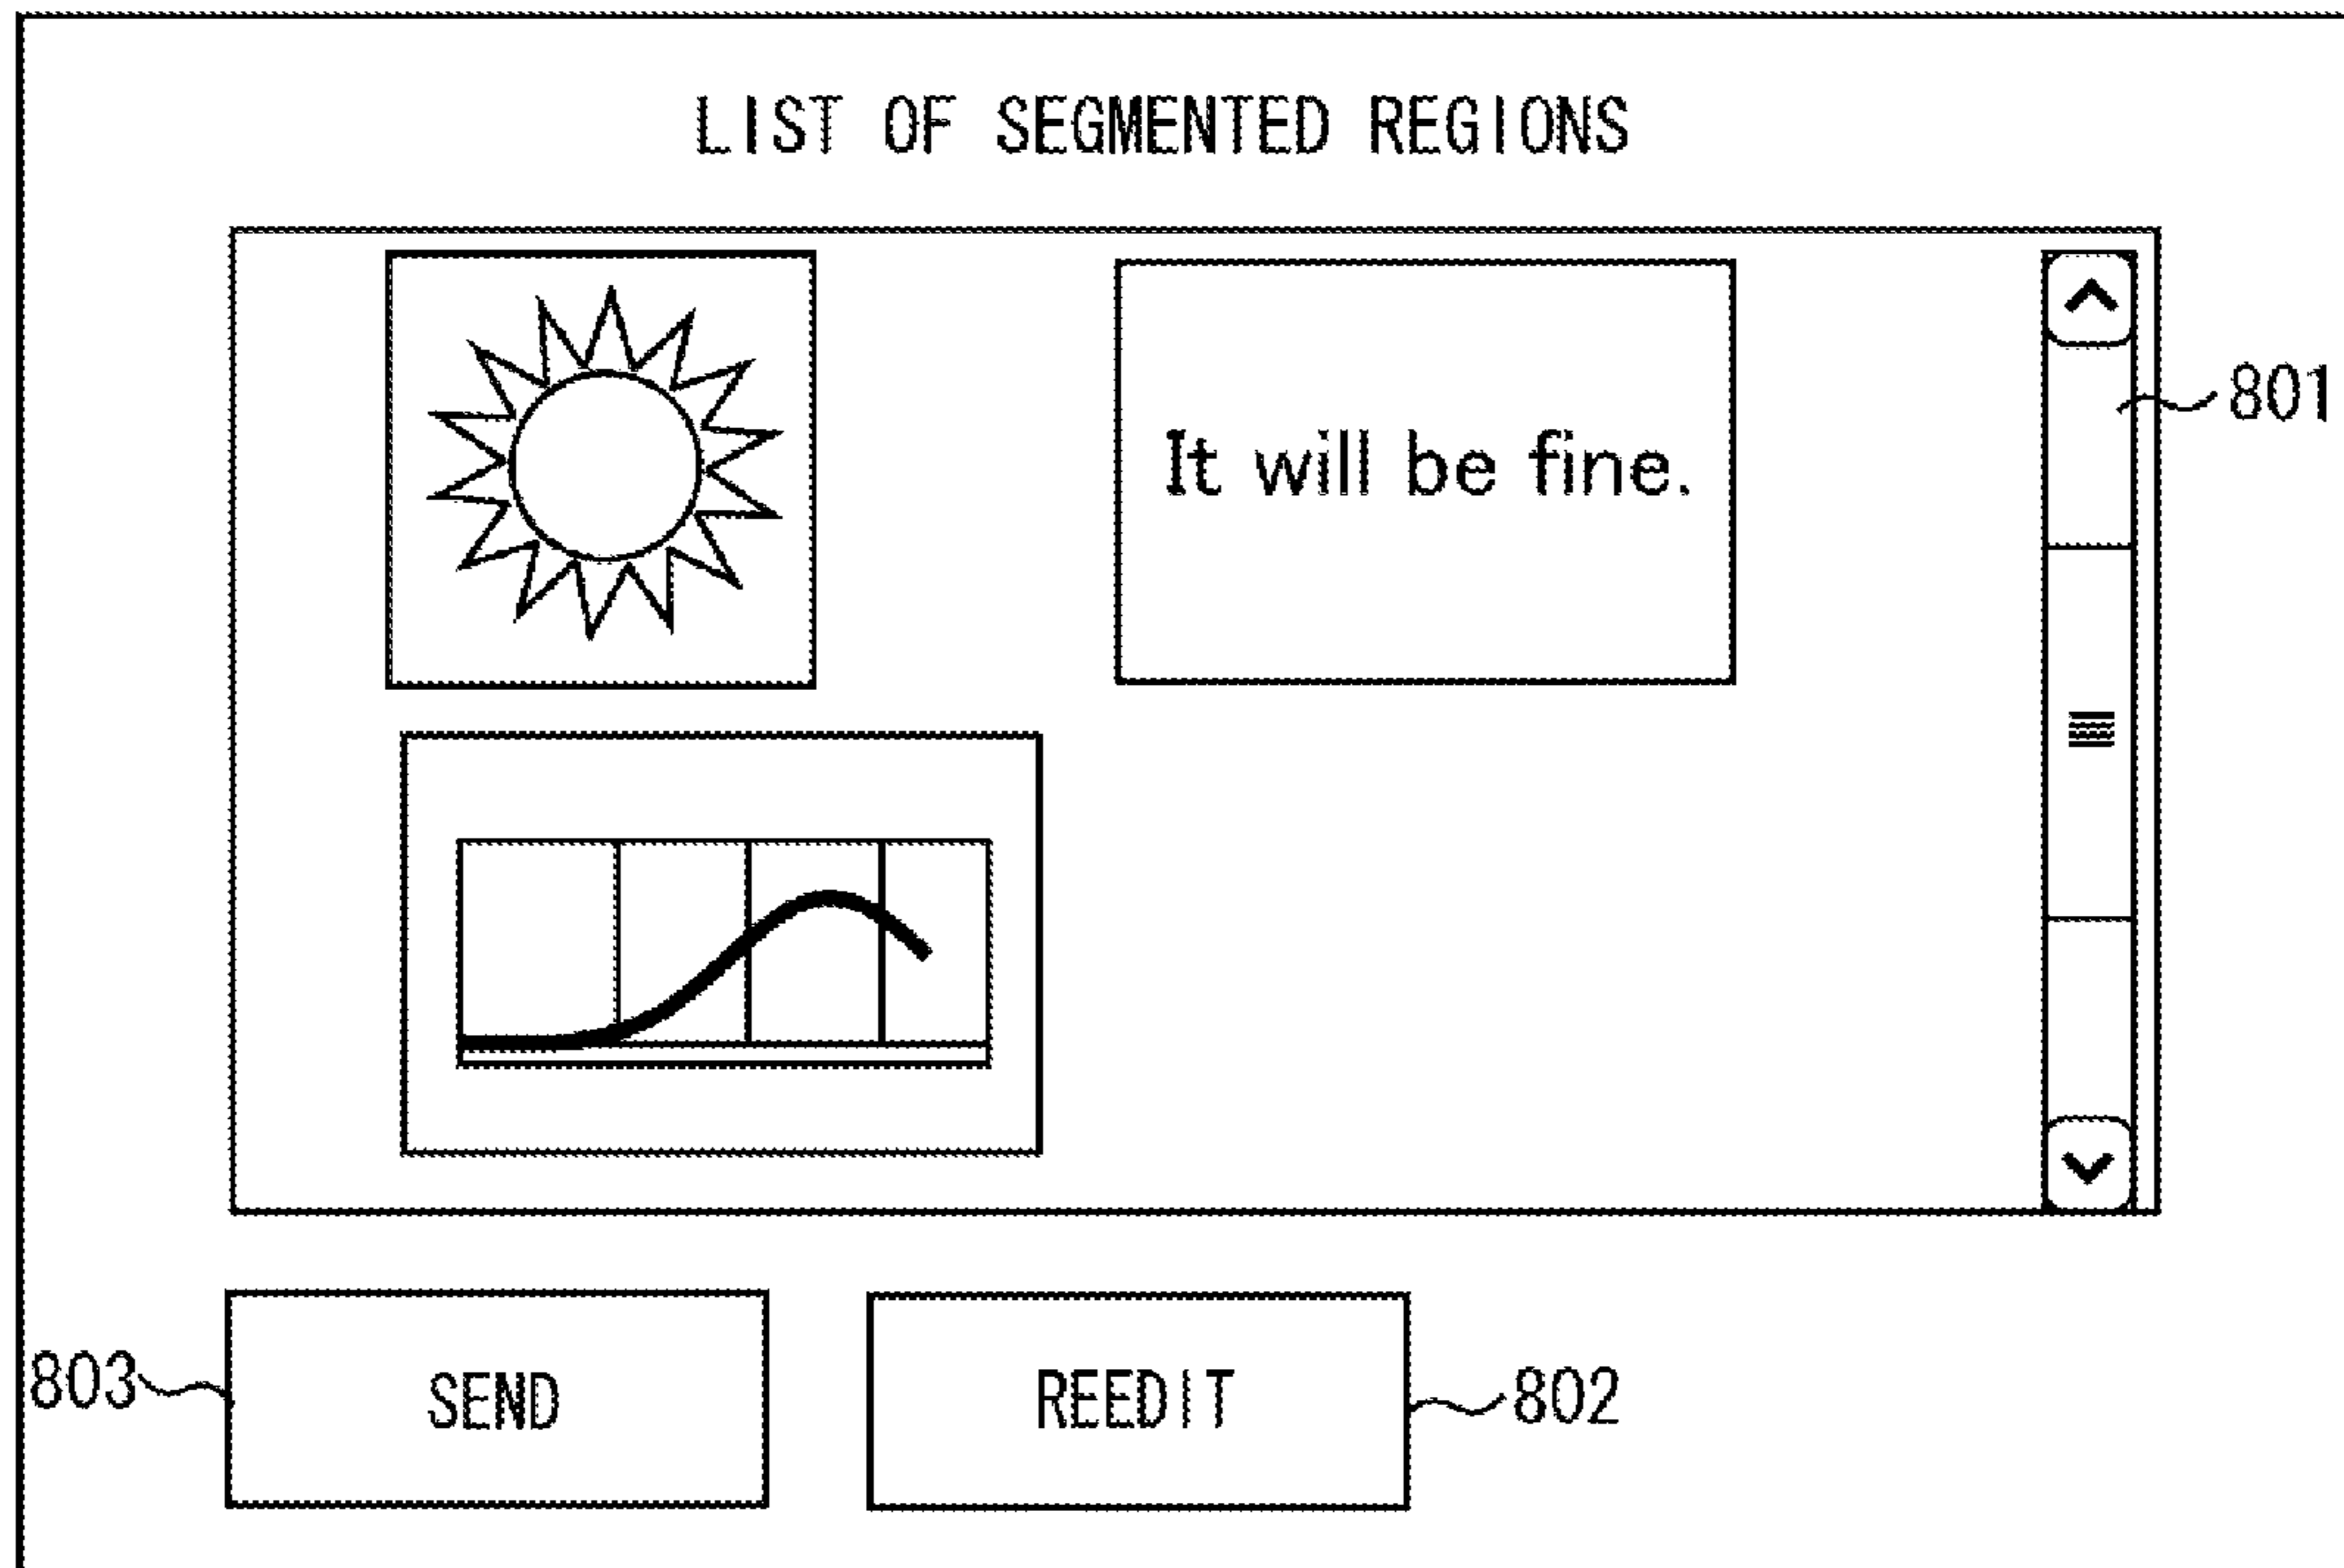 LIST OF SEGMENTED REGIONS
It will be fine.
801
803
SEND
REEDIT
802